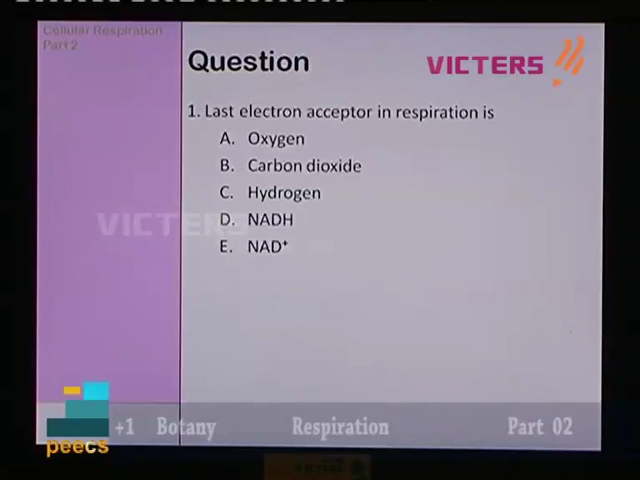 Cellular Respiration
Part 2
Question
VICTERS
1. Last electron acceptor in respiration is
A. Oxygen
B. Carbon dioxide
C. Hydrogen
VICTERS
D. NADH
E. NAD⁺
+1 Botany Respiration Part 02
peecs